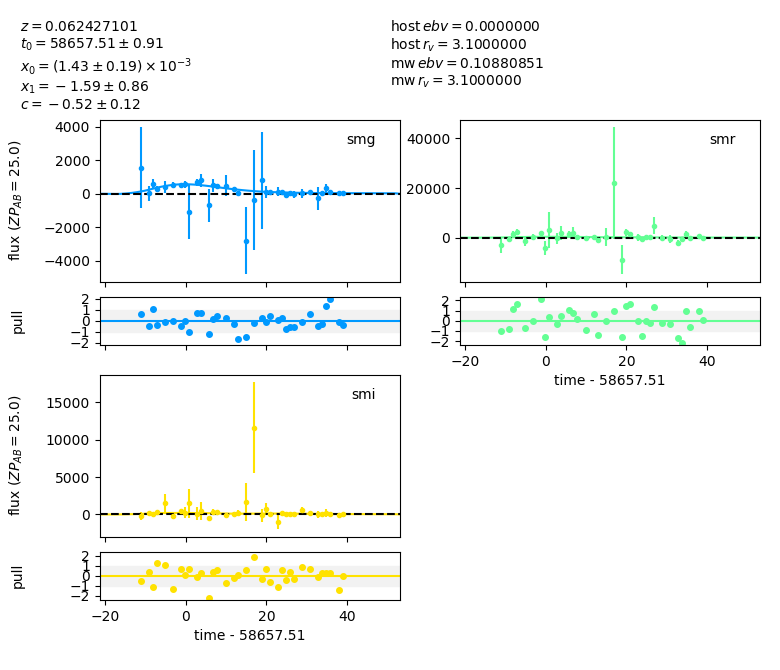 z = 0.062427101
t₀ = 58657.51 ± 0.91
x₀ = (1.43 ± 0.19) × 10⁻³
x₁ = −1.59 ± 0.86
c = −0.52 ± 0.12
host ebv = 0.0000000
host r_v = 3.1000000
mw ebv = 0.10880851
mw r_v = 3.1000000
smg
flux (ZP_AB = 25.0)
4000
2000
0
−2000
−4000
smr
40000
20000
0
pull
2
1
0
−1
−2
2
1
0
−1
−2
−20
0
20
40
time - 58657.51
smi
flux (ZP_AB = 25.0)
15000
10000
5000
0
pull
2
1
0
−1
−2
−20
0
20
40
time - 58657.51